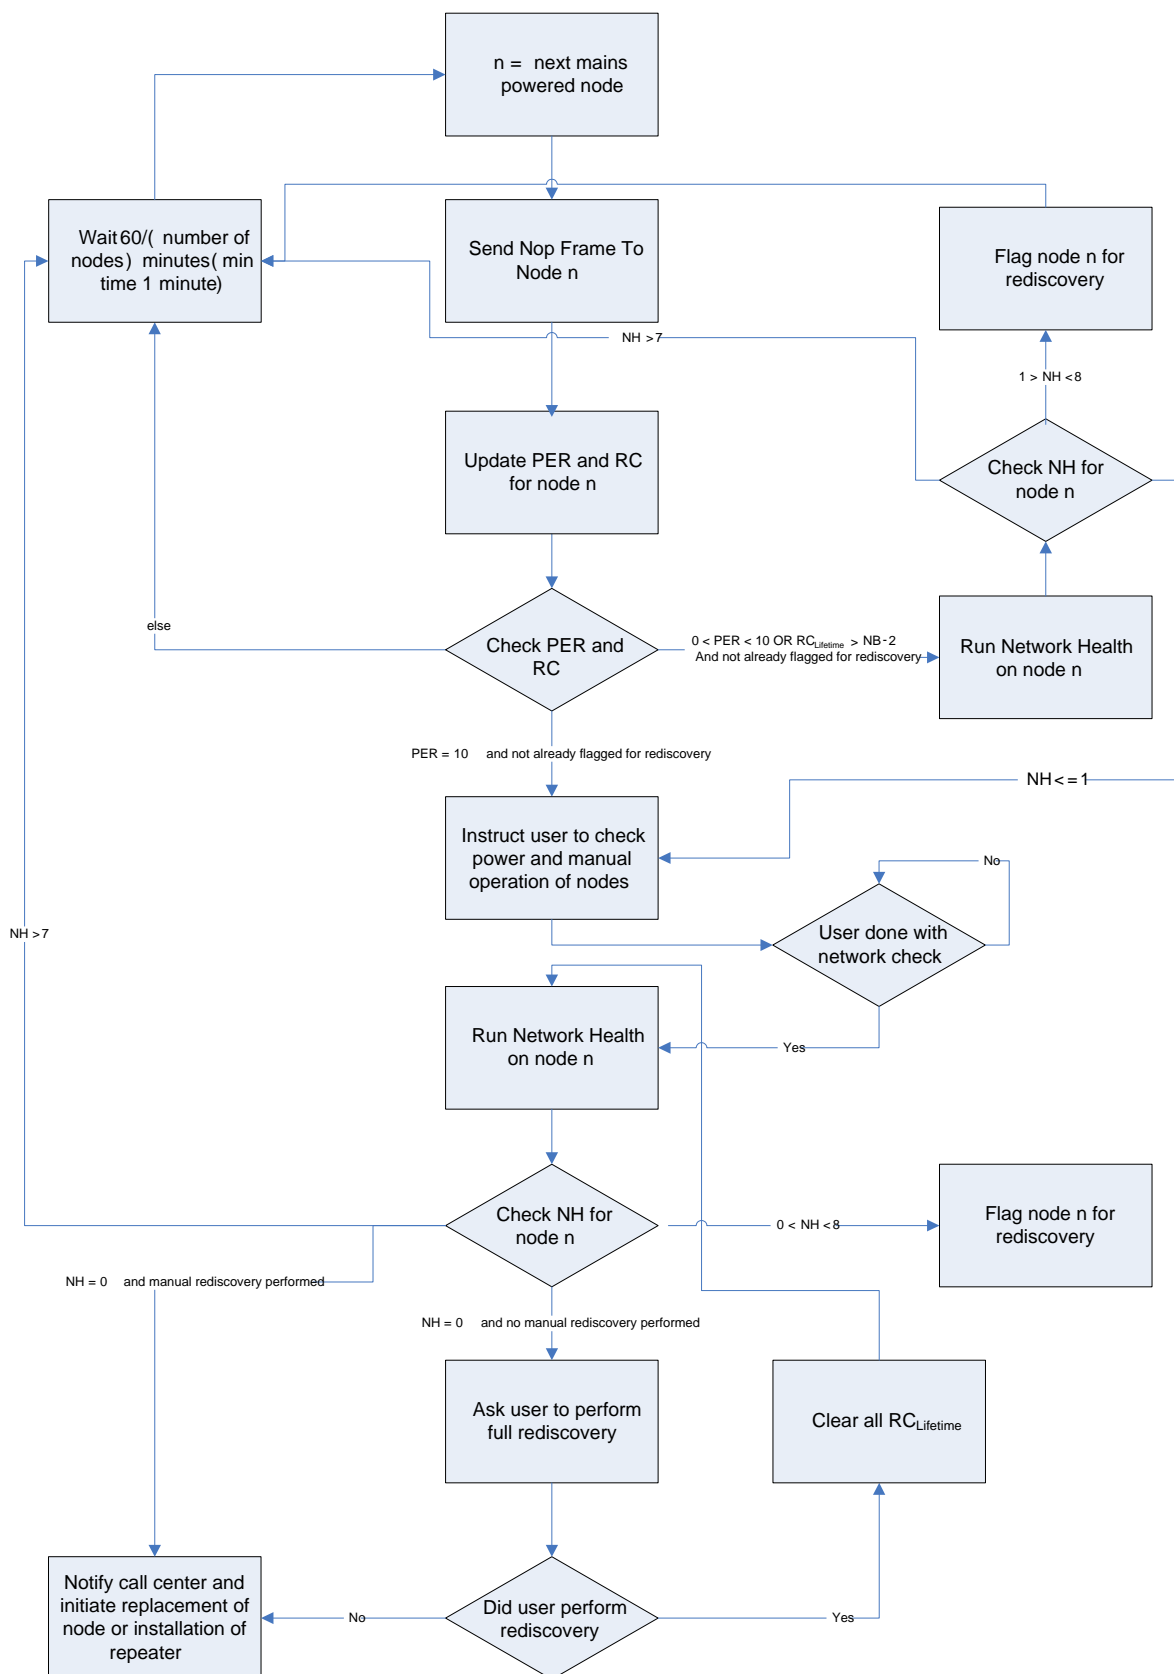 n = next mains
powered node
Wait 60/( number of
nodes) minutes( min
time 1 minute)
Send Nop Frame To
Node n
Flag node n for
rediscovery
NH >7
1 > NH <8
Update PER and RC
for node n
Check NH for
node n
else
Check PER and
RC
0 < PER < 10 OR RCLifetime > NB-2
And not already flagged for rediscovery
Run Network Health
on node n
PER = 10 and not already flagged for rediscovery
NH <= 1
Instruct user to check
power and manual
operation of nodes
No
User done with
network check
NH >7
Run Network Health
on node n
Yes
Check NH for
node n
0 < NH <8
Flag node n for
rediscovery
NH = 0 and manual rediscovery performed
NH = 0 and no manual rediscovery performed
Ask user to perform
full rediscovery
Clear all RCLifetime
Notify call center and
initiate replacement of
node or installation of
repeater
No
Did user perform
rediscovery
Yes